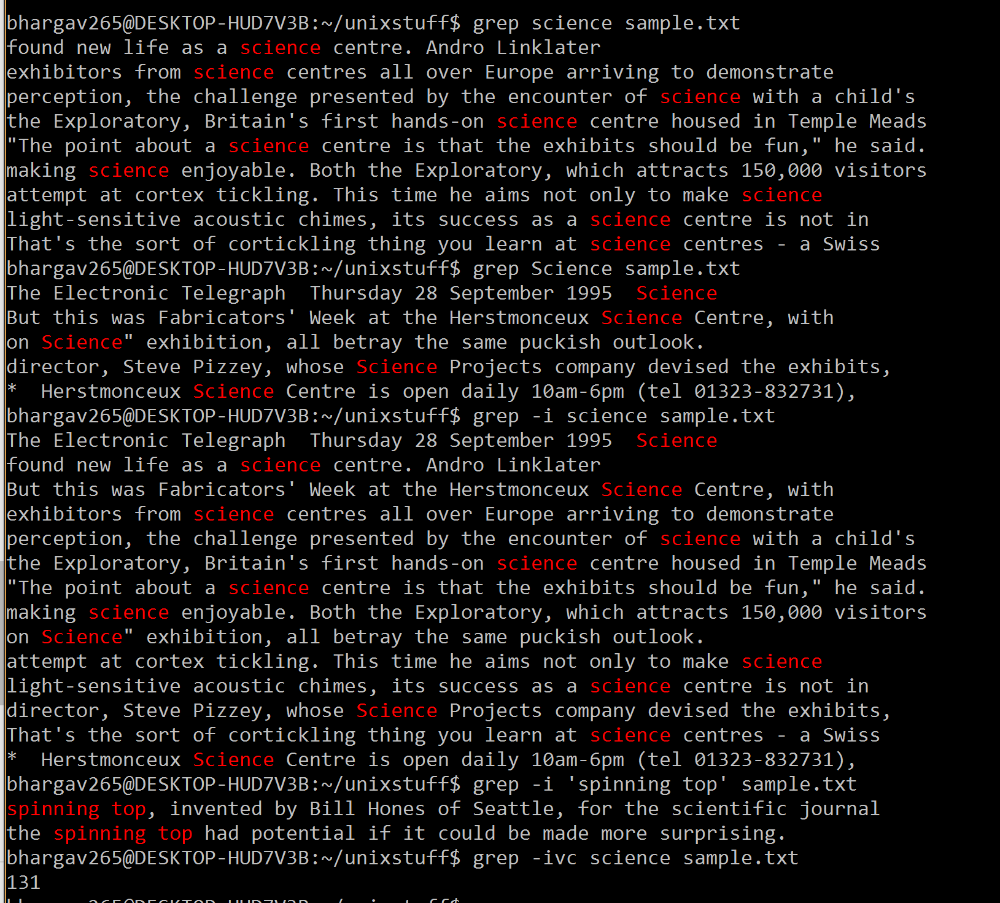 bhargav265@DESKTOP-HUD7V3B:~/unixstuff$ grep science sample.txt
found new life as a science centre. Andro Linklater
exhibitors from science centres all over Europe arriving to demonstrate
perception, the challenge presented by the encounter of science with a child's
the Exploratory, Britain's first hands-on science centre housed in Temple Meads
"The point about a science centre is that the exhibits should be fun," he said.
making science enjoyable. Both the Exploratory, which attracts 150,000 visitors
attempt at cortex tickling. This time he aims not only to make science
light-sensitive acoustic chimes, its success as a science centre is not in
That's the sort of cortickling thing you learn at science centres - a Swiss
bhargav265@DESKTOP-HUD7V3B:~/unixstuff$ grep Science sample.txt
The Electronic Telegraph  Thursday 28 September 1995  Science
But this was Fabricators' Week at the Herstmonceux Science Centre, with
on Science" exhibition, all betray the same puckish outlook.
director, Steve Pizzey, whose Science Projects company devised the exhibits,
*  Herstmonceux Science Centre is open daily 10am-6pm (tel 01323-832731),
bhargav265@DESKTOP-HUD7V3B:~/unixstuff$ grep -i science sample.txt
The Electronic Telegraph  Thursday 28 September 1995  Science
found new life as a science centre. Andro Linklater
But this was Fabricators' Week at the Herstmonceux Science Centre, with
exhibitors from science centres all over Europe arriving to demonstrate
perception, the challenge presented by the encounter of science with a child's
the Exploratory, Britain's first hands-on science centre housed in Temple Meads
"The point about a science centre is that the exhibits should be fun," he said.
making science enjoyable. Both the Exploratory, which attracts 150,000 visitors
on Science" exhibition, all betray the same puckish outlook.
attempt at cortex tickling. This time he aims not only to make science
light-sensitive acoustic chimes, its success as a science centre is not in
director, Steve Pizzey, whose Science Projects company devised the exhibits,
That's the sort of cortickling thing you learn at science centres - a Swiss
*  Herstmonceux Science Centre is open daily 10am-6pm (tel 01323-832731),
bhargav265@DESKTOP-HUD7V3B:~/unixstuff$ grep -i 'spinning top' sample.txt
spinning top, invented by Bill Hones of Seattle, for the scientific journal
the spinning top had potential if it could be made more surprising.
bhargav265@DESKTOP-HUD7V3B:~/unixstuff$ grep -ivc science sample.txt
131